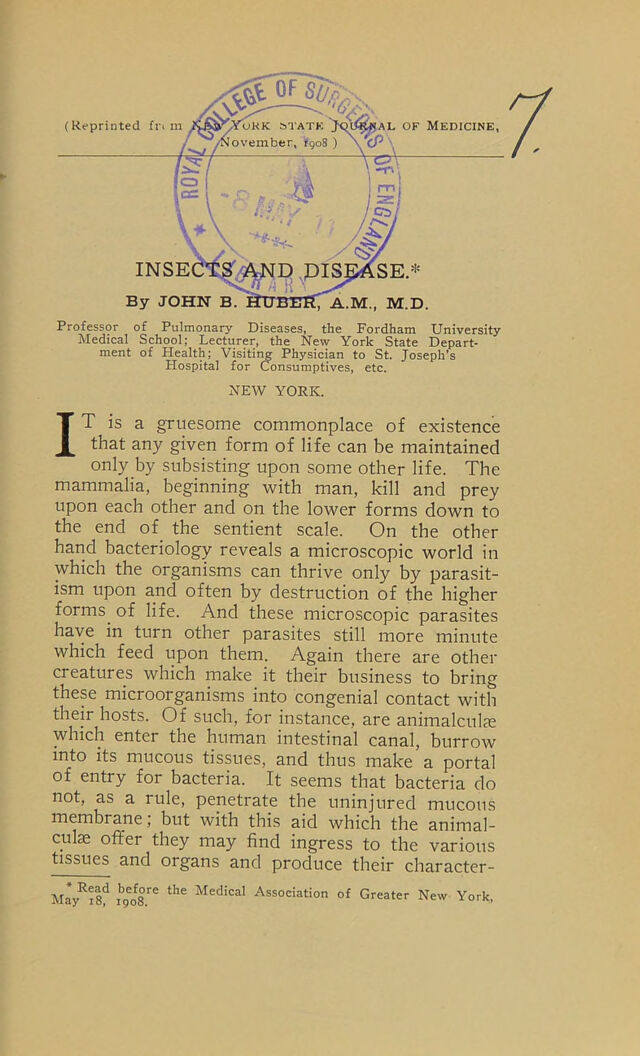 7.
ROYAL COLLEGE OF SURGEONS OF ENGLAND
LIBRARY
8 MAY 11
(Reprinted from NEW YORK STATE JOURNAL OF MEDICINE,
November, 1908)
INSECTS AND DISEASE.*
By JOHN B. HUBER, A.M., M.D.
Professor of Pulmonary Diseases, the Fordham University
Medical School; Lecturer, the New York State Depart-
ment of Health; Visiting Physician to St. Joseph's
Hospital for Consumptives, etc.
NEW YORK.
IT is a gruesome commonplace of existence
that any given form of life can be maintained
only by subsisting upon some other life. The
mammalia, beginning with man, kill and prey
upon each other and on the lower forms down to
the end of the sentient scale. On the other
hand bacteriology reveals a microscopic world in
which the organisms can thrive only by parasit-
ism upon and often by destruction of the higher
forms of life. And these microscopic parasites
have in turn other parasites still more minute
which feed upon them. Again there are other
creatures which make it their business to bring
these microorganisms into congenial contact with
their hosts. Of such, for instance, are animalculæ
which enter the human intestinal canal, burrow
into its mucous tissues, and thus make a portal
of entry for bacteria. It seems that bacteria do
not, as a rule, penetrate the uninjured mucous
membrane; but with this aid which the animal-
culæ offer they may find ingress to the various
tissues and organs and produce their character-
* Read before the Medical Association of Greater New York,
May 18, 1908.